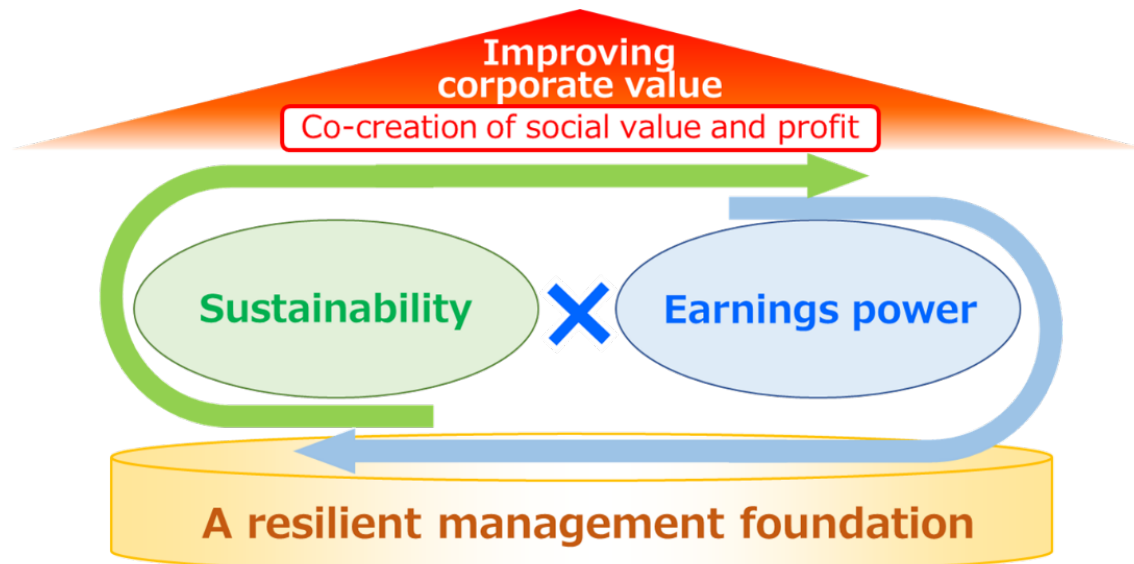 Improving
corporate value
Co-creation of social value and profit
Sustainability × Earnings power
A resilient management foundation